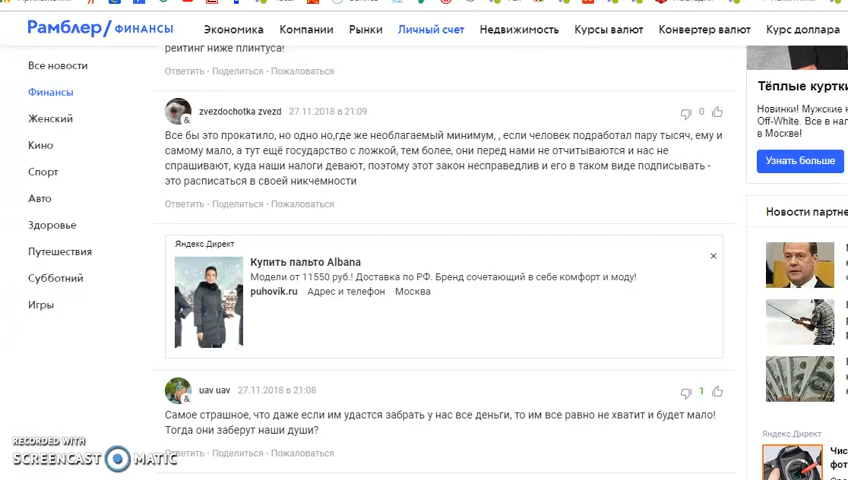 Рамблер/ФИНАНСЫ
Экономика Компании Рынки Личный счет Недвижимость Курсы валют Конвертер валют Курс доллара
рейтинг ниже плинтуса!
Ответить · Поделиться · Пожаловаться
Все новости
Финансы
Женский
Кино
Спорт
Авто
Здоровье
Путешествия
Субботний
Игры
zvezdochotka zvezd 27.11.2018 в 21:09
0
Все бы это прокатило, но одно но,где же необлагаемый минимум, , если человек подработал пару тысяч, ему и
самому мало, а тут ещё государство с ложкой, тем более, они перед нами не отчитываются и нас не
спрашивают, куда наши налоги девают, поэтому этот закон несправедлив и его в таком виде подписывать -
это расписаться в своей никчемности
Ответить · Поделиться · Пожаловаться
Яндекс.Директ
Купить пальто Albana
Модели от 11550 руб.! Доставка по РФ. Бренд сочетающий в себе комфорт и моду!
puhovik.ru Адрес и телефон Москва
uav uav 27.11.2018 в 21:08
1
Самое страшное, что даже если им удастся забрать у нас все деньги, то им все равно не хватит и будет мало!
Тогда они заберут наши души?
Ответить · Поделиться · Пожаловаться
Тёплые куртки
Новинки! Мужские к
Off-White. Все в нал
в Москве!
Узнать больше
Новости партне
Яндекс.Директ
Чис
фот
RECORDED WITH
SCREENCAST MATIC